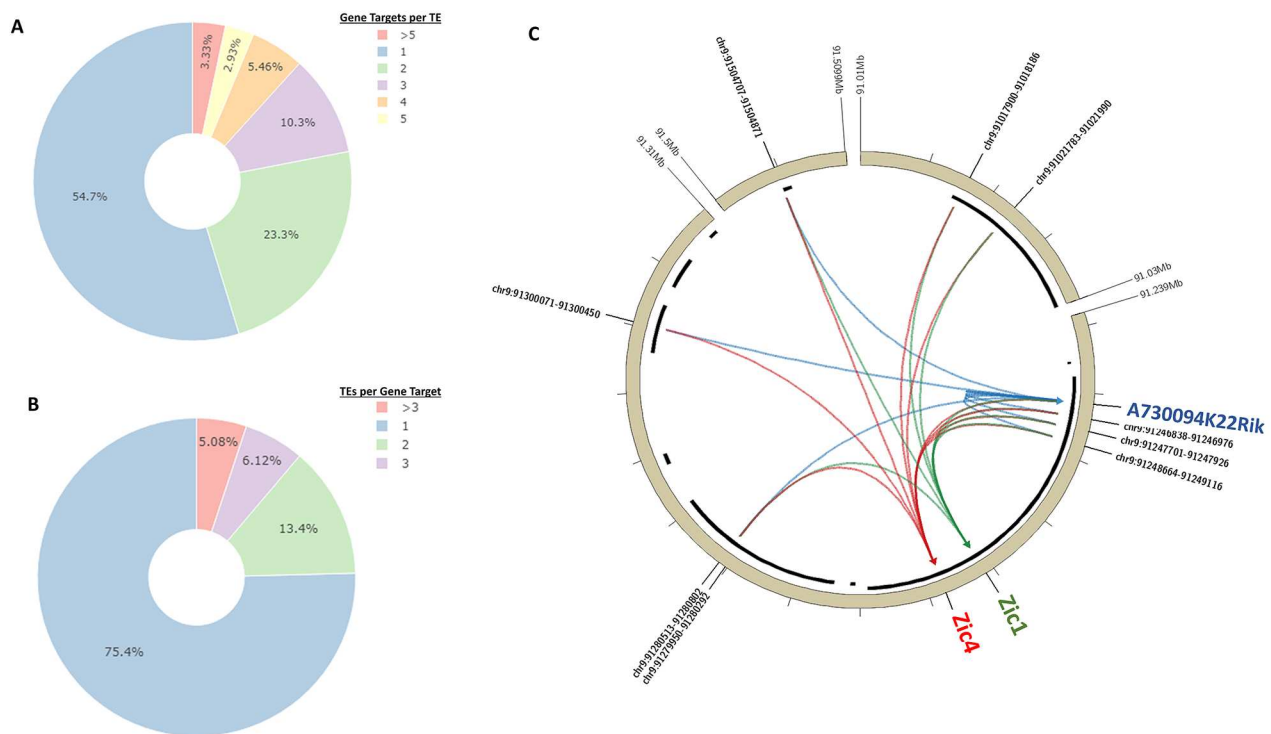 A
Gene Targets per TE
>5
1
2
3
4
5
3.33%
2.93%
5.46%
10.3%
23.3%
54.7%
B
TEs per Gene Target
>3
1
2
3
5.08%
6.12%
13.4%
75.4%
C
chr9:91504707-91504871
91.5099Mb
91.01Mb
chr9:91017900-91018186
chr9:91021783-91021990
91.5Mb
91.31Mb
91.03Mb
91.239Mb
chr9:91300071-91300450
A730094K22Rik
chr9:91246838-91246976
chr9:91247701-91247926
chr9:91248664-91249116
chr9:91280513-91280802
chr9:91279950-91280292
Zic4
Zic1